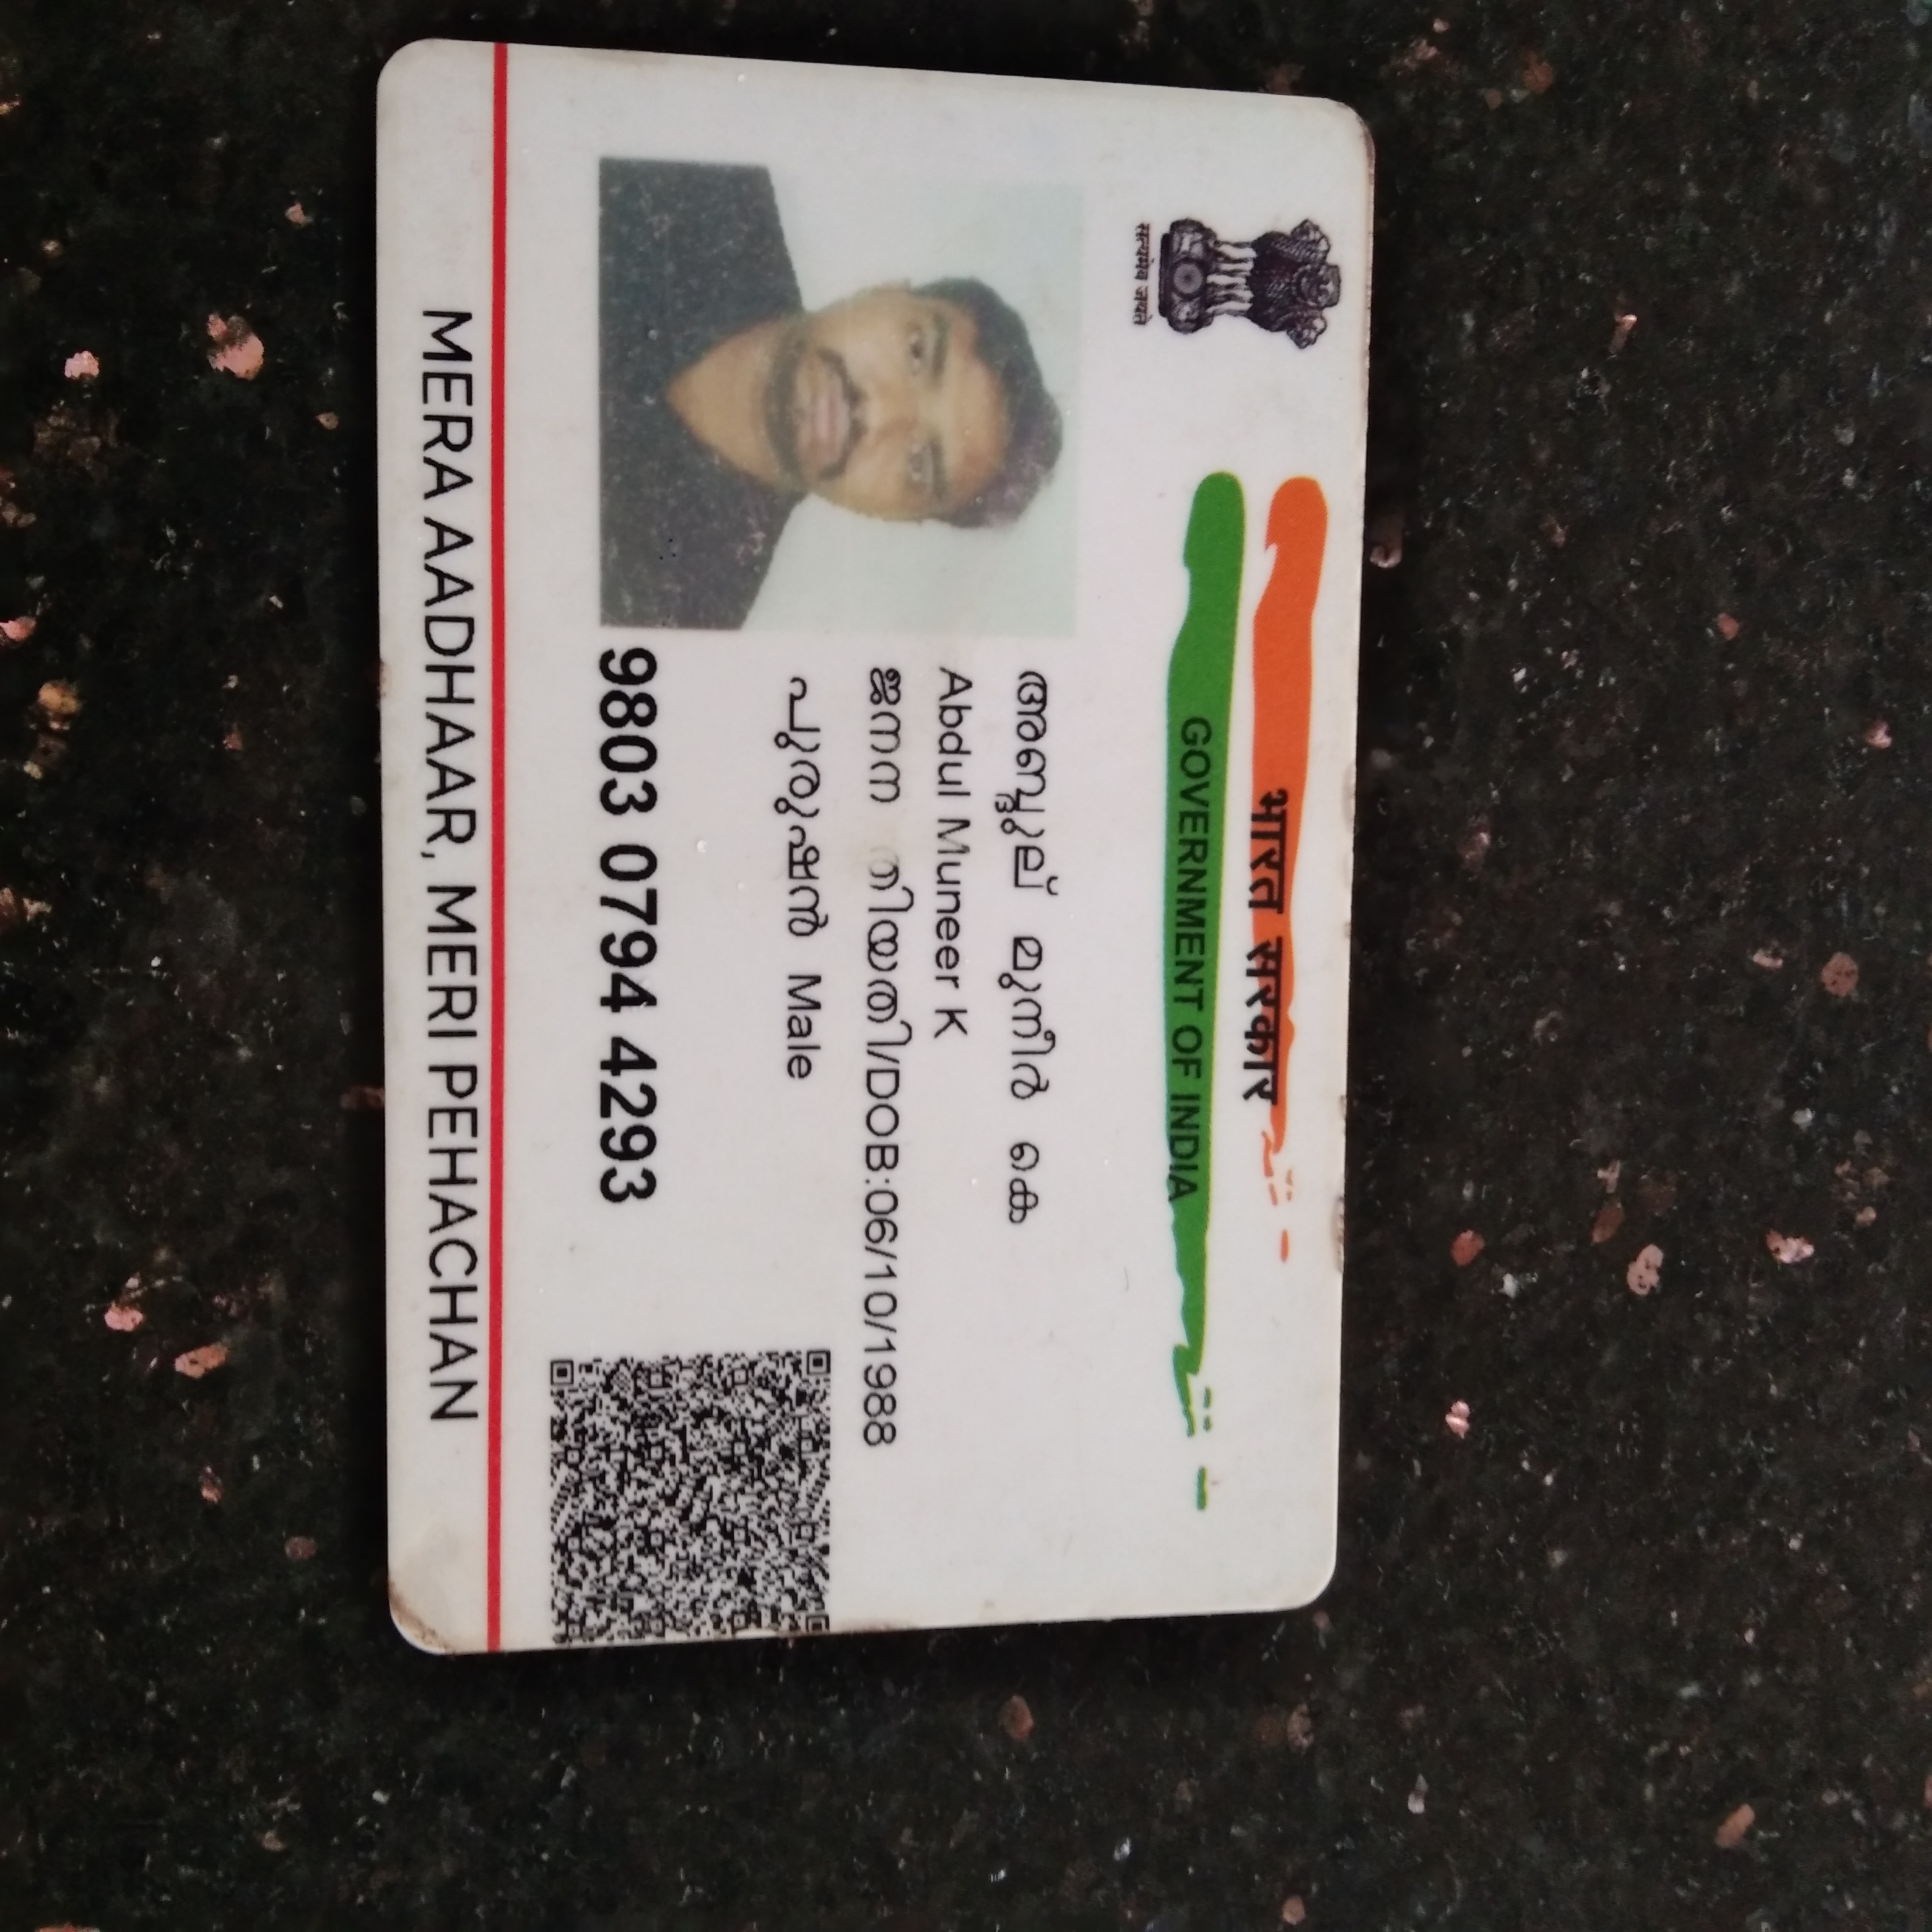 भारत सरकार
GOVERNMENT OF INDIA
सत्यमेव जयते
അബ്ദുല് മുനീർ കെ
Abdul Muneer K
ജനന തിയതി/DOB:06/10/1988
പുരുഷൻ Male
9803 0794 4293
MERA AADHAAR, MERI PEHACHAN